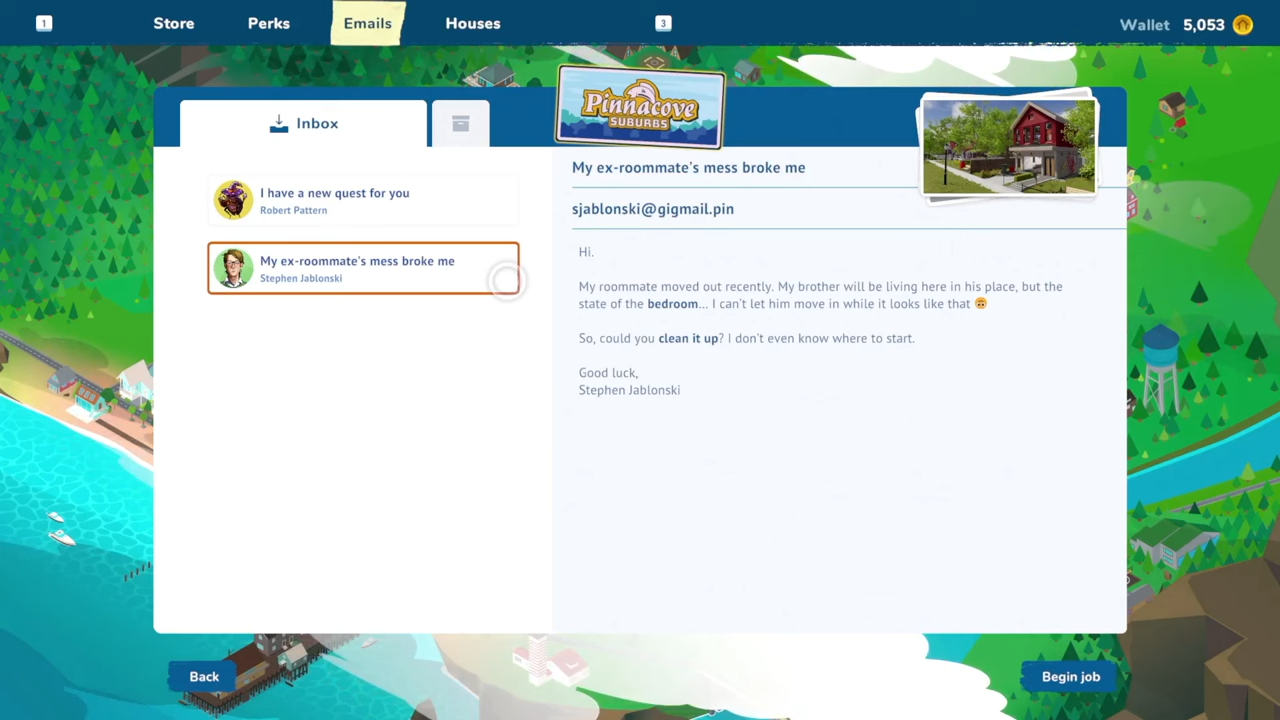 1
Store
Perks
Emails
Houses
3
Wallet 5,053
Inbox
Pinnacove
SUBURBS
I have a new quest for you
Robert Pattern
My ex-roommate's mess broke me
Stephen Jablonski
My ex-roommate's mess broke me
sjablonski@gigmail.pin
Hi.
My roommate moved out recently. My brother will be living here in his place, but the
state of the bedroom... I can't let him move in while it looks like that 🙃
So, could you clean it up? I don't even know where to start.
Good luck,
Stephen Jablonski
Back
Begin job